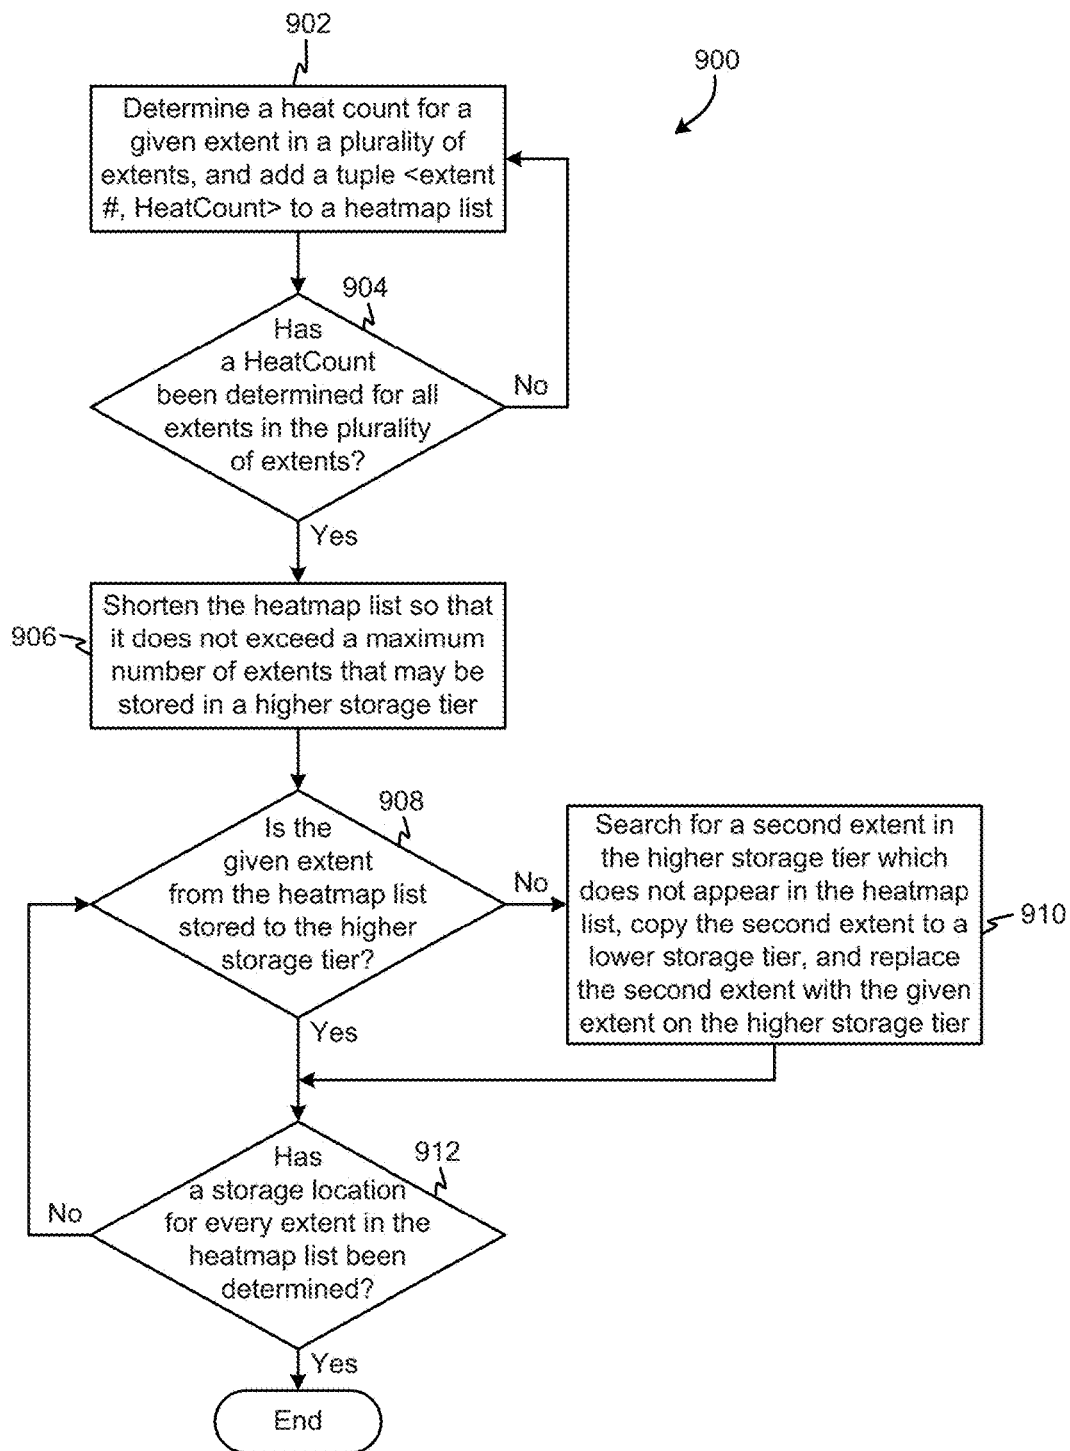 902
900
Determine a heat count for a
given extent in a plurality of
extents, and add a tuple <extent
#, HeatCount> to a heatmap list
904
Has
a HeatCount
been determined for all
extents in the plurality
of extents?
No
Yes
906
Shorten the heatmap list so that
it does not exceed a maximum
number of extents that may be
stored in a higher storage tier
908
Is the
given extent
from the heatmap list
stored to the higher
storage tier?
No
Yes
Search for a second extent in
the higher storage tier which
does not appear in the heatmap
list, copy the second extent to a
lower storage tier, and replace
the second extent with the given
extent on the higher storage tier
910
912
Has
a storage location
for every extent in the
heatmap list been
determined?
No
Yes
End